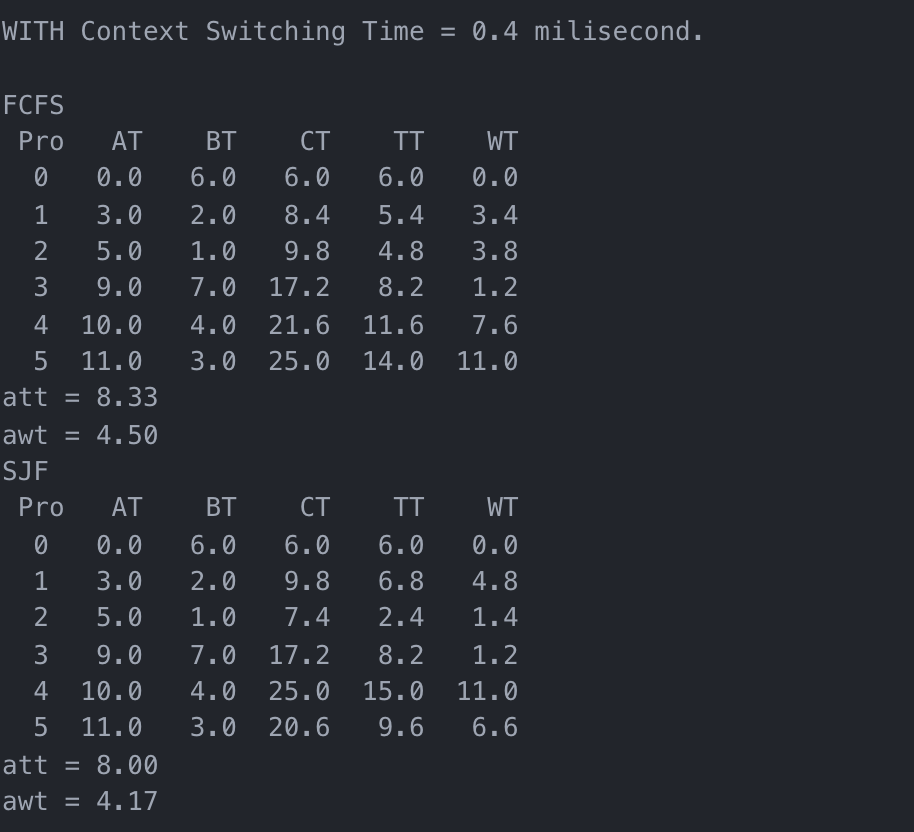 WITH Context Switching Time = 0.4 milisecond.
FCFS
Pro AT BT CT TT WT
0 0.0 6.0 6.0 6.0 0.0
1 3.0 2.0 8.4 5.4 3.4
2 5.0 1.0 9.8 4.8 3.8
3 9.0 7.0 17.2 8.2 1.2
4 10.0 4.0 21.6 11.6 7.6
5 11.0 3.0 25.0 14.0 11.0
att = 8.33
awt = 4.50
SJF
Pro AT BT CT TT WT
0 0.0 6.0 6.0 6.0 0.0
1 3.0 2.0 9.8 6.8 4.8
2 5.0 1.0 7.4 2.4 1.4
3 9.0 7.0 17.2 8.2 1.2
4 10.0 4.0 25.0 15.0 11.0
5 11.0 3.0 20.6 9.6 6.6
att = 8.00
awt = 4.17